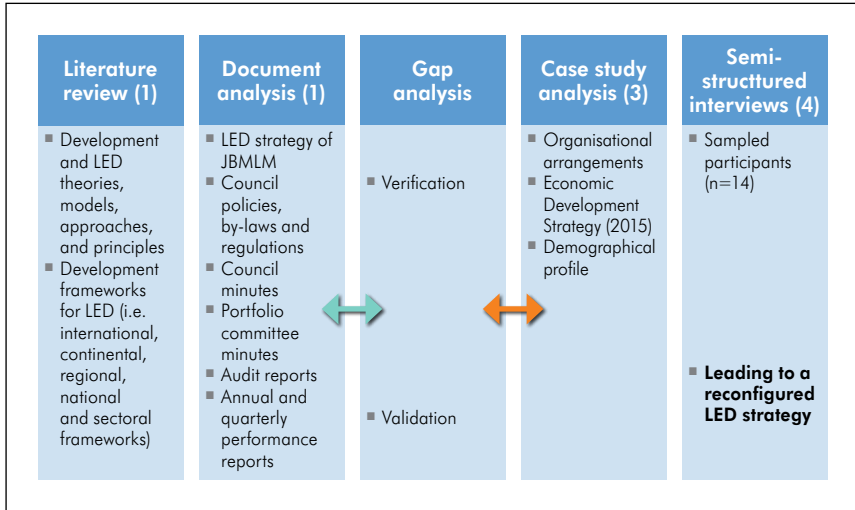 Literature
review (1)
■ Development
and LED
theories,
models,
approaches,
and principles
■ Development
frameworks
for LED (i.e.
international,
continental,
regional,
national
and sectoral
frameworks)
Document
analysis (1)
■ LED strategy of
JBMLM
■ Council
policies,
by-laws and
regulations
■ Council
minutes
■ Portfolio
committee
minutes
■ Audit reports
■ Annual and
quarterly
performance
reports
Gap
analysis
■ Verification
■ Validation
Case study
analysis (3)
■ Organisational
arrangements
■ Economic
Development
Strategy (2015)
■ Demographical
profile
Semi-
structtured
interviews (4)
■ Sampled
participants
(n=14)
■ Leading to a
reconfigured
LED strategy